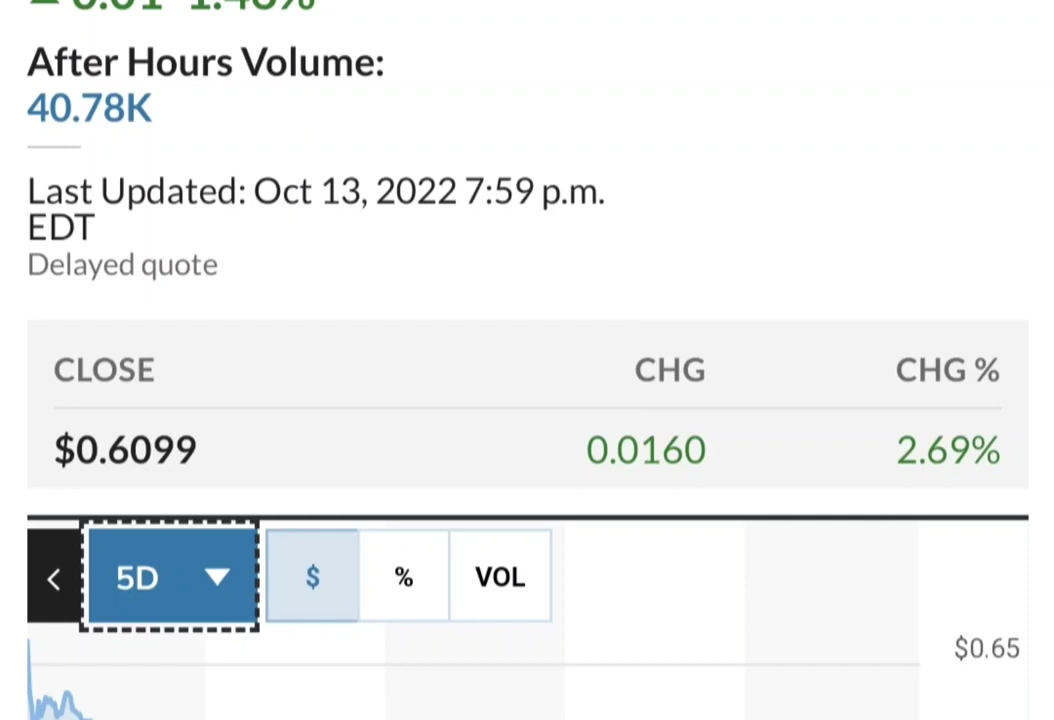 After Hours Volume:
40.78K
Last Updated: Oct 13, 2022 7:59 p.m.
EDT
Delayed quote
CLOSE CHG CHG %
$0.6099 0.0160 2.69%
5D $ % VOL
$0.65